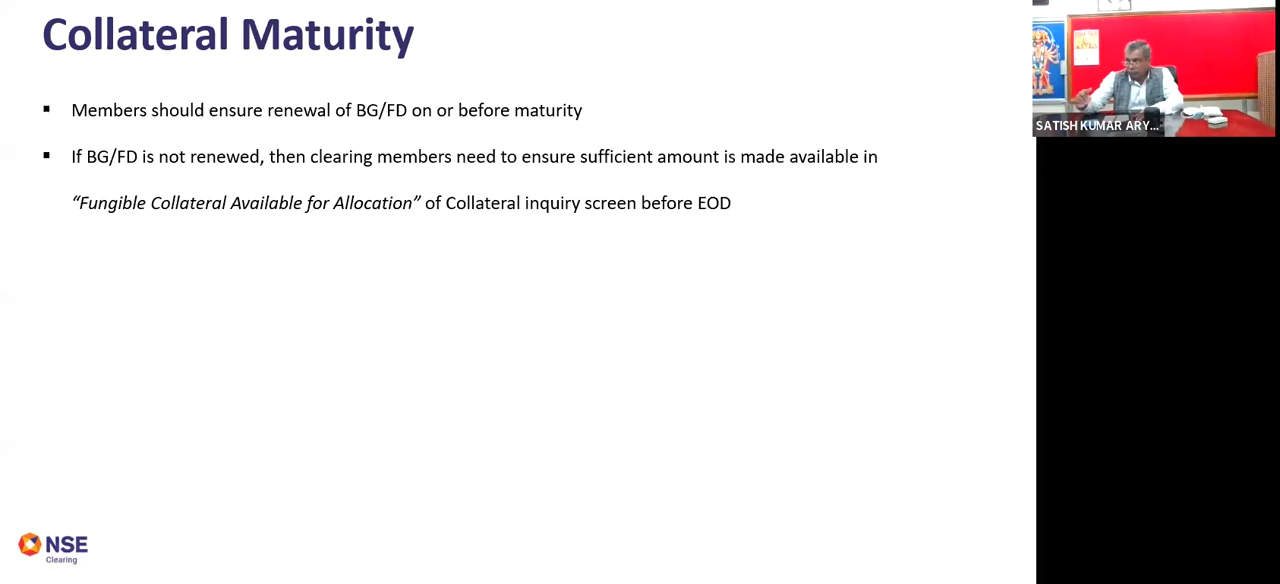 Collateral Maturity
▪ Members should ensure renewal of BG/FD on or before maturity
▪ If BG/FD is not renewed, then clearing members need to ensure sufficient amount is made available in
“Fungible Collateral Available for Allocation” of Collateral inquiry screen before EOD
SATISH KUMAR ARY...
NSE
Clearing